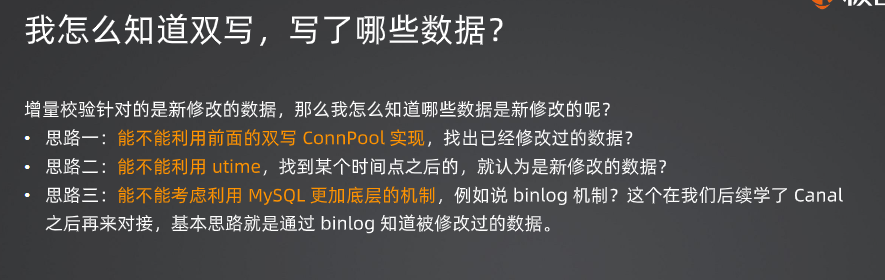 我怎么知道双写，写了哪些数据？
增量校验针对的是新修改的数据，那么我怎么知道哪些数据是新修改的呢？
• 思路一：能不能利用前面的双写 ConnPool 实现，找出已经修改过的数据？
• 思路二：能不能利用 utime，找到某个时间点之后的，就认为是新修改的数据？
• 思路三：能不能考虑利用 MySQL 更加底层的机制，例如说 binlog 机制？这个在我们后续学了 Canal
之后再来对接，基本思路就是通过 binlog 知道被修改过的数据。